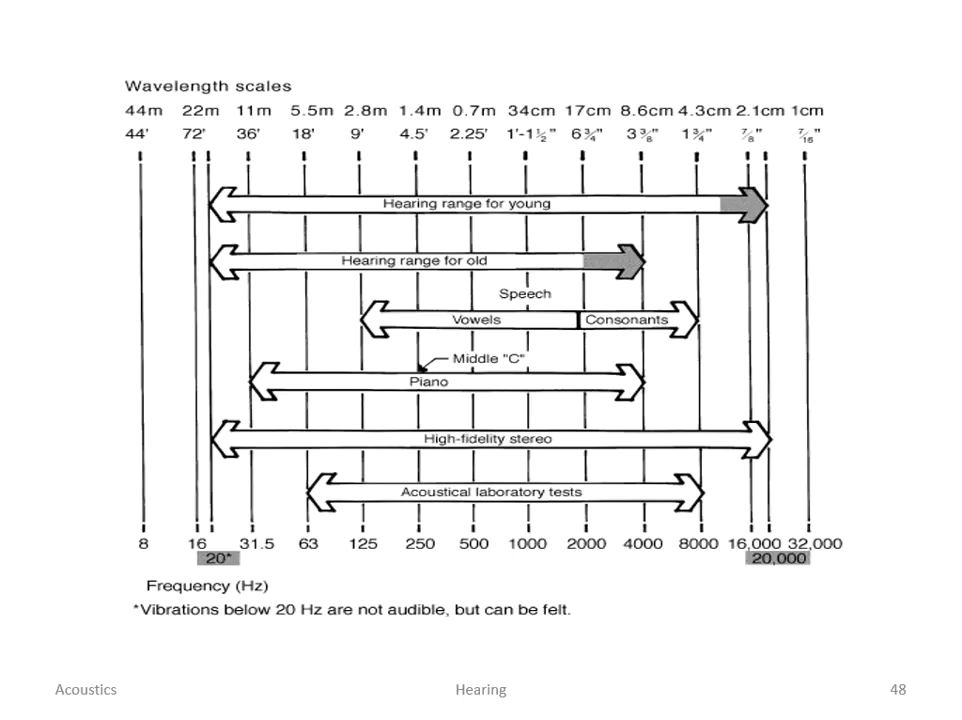 Wavelength scales
44m 22m 11m 5.5m 2.8m 1.4m 0.7m 34cm 17cm 8.6cm 4.3cm 2.1cm 1cm
44' 72' 36' 18' 9' 4.5' 2.25' 1'-1½" 6¾" 3⅜" 1¾" ⅞" 7⁄16"
Hearing range for young
Hearing range for old
Speech
Vowels Consonants
Middle "C"
Piano
High-fidelity stereo
Acoustical laboratory tests
8 16 31.5 63 125 250 500 1000 2000 4000 8000 16,000 32,000
20* 20,000
Frequency (Hz)
*Vibrations below 20 Hz are not audible, but can be felt.
Acoustics Hearing 48